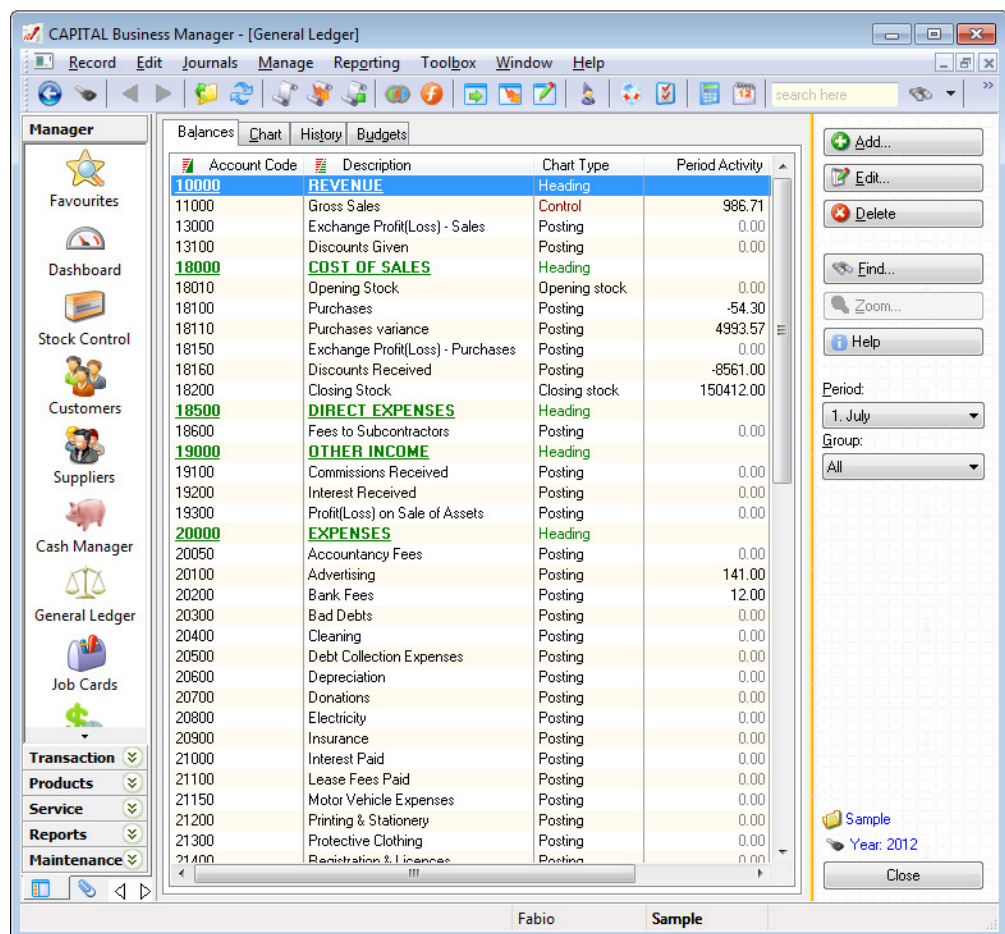 CAPITAL Business Manager - [General Ledger]
Record Edit Journals Manage Reporting Toolbox Window Help
12
search here
Manager
Favourites
Dashboard
Stock Control
Customers
Suppliers
Cash Manager
General Ledger
Job Cards
Transaction
Products
Service
Reports
Maintenance
Balances Chart History Budgets
Account Code Description Chart Type Period Activity
10000 REVENUE Heading
11000 Gross Sales Control 986.71
13000 Exchange Profit(Loss) - Sales Posting 0.00
13100 Discounts Given Posting 0.00
18000 COST OF SALES Heading
18010 Opening Stock Opening stock 0.00
18100 Purchases Posting -54.30
18110 Purchases variance Posting 4993.57
18150 Exchange Profit(Loss) - Purchases Posting 0.00
18160 Discounts Received Posting -8561.00
18200 Closing Stock Closing stock 150412.00
18500 DIRECT EXPENSES Heading
18600 Fees to Subcontractors Posting 0.00
19000 OTHER INCOME Heading
19100 Commissions Received Posting 0.00
19200 Interest Received Posting 0.00
19300 Profit(Loss) on Sale of Assets Posting 0.00
20000 EXPENSES Heading
20050 Accountancy Fees Posting 0.00
20100 Advertising Posting 141.00
20200 Bank Fees Posting 12.00
20300 Bad Debts Posting 0.00
20400 Cleaning Posting 0.00
20500 Debt Collection Expenses Posting 0.00
20600 Depreciation Posting 0.00
20700 Donations Posting 0.00
20800 Electricity Posting 0.00
20900 Insurance Posting 0.00
21000 Interest Paid Posting 0.00
21100 Lease Fees Paid Posting 0.00
21150 Motor Vehicle Expenses Posting 0.00
21200 Printing & Stationery Posting 0.00
21300 Protective Clothing Posting 0.00
21400 Registration & Licences Posting 0.00
Add...
Edit...
Delete
Find...
Zoom...
Help
Period:
1. July
Group:
All
Sample
Year: 2012
Close
Fabio Sample